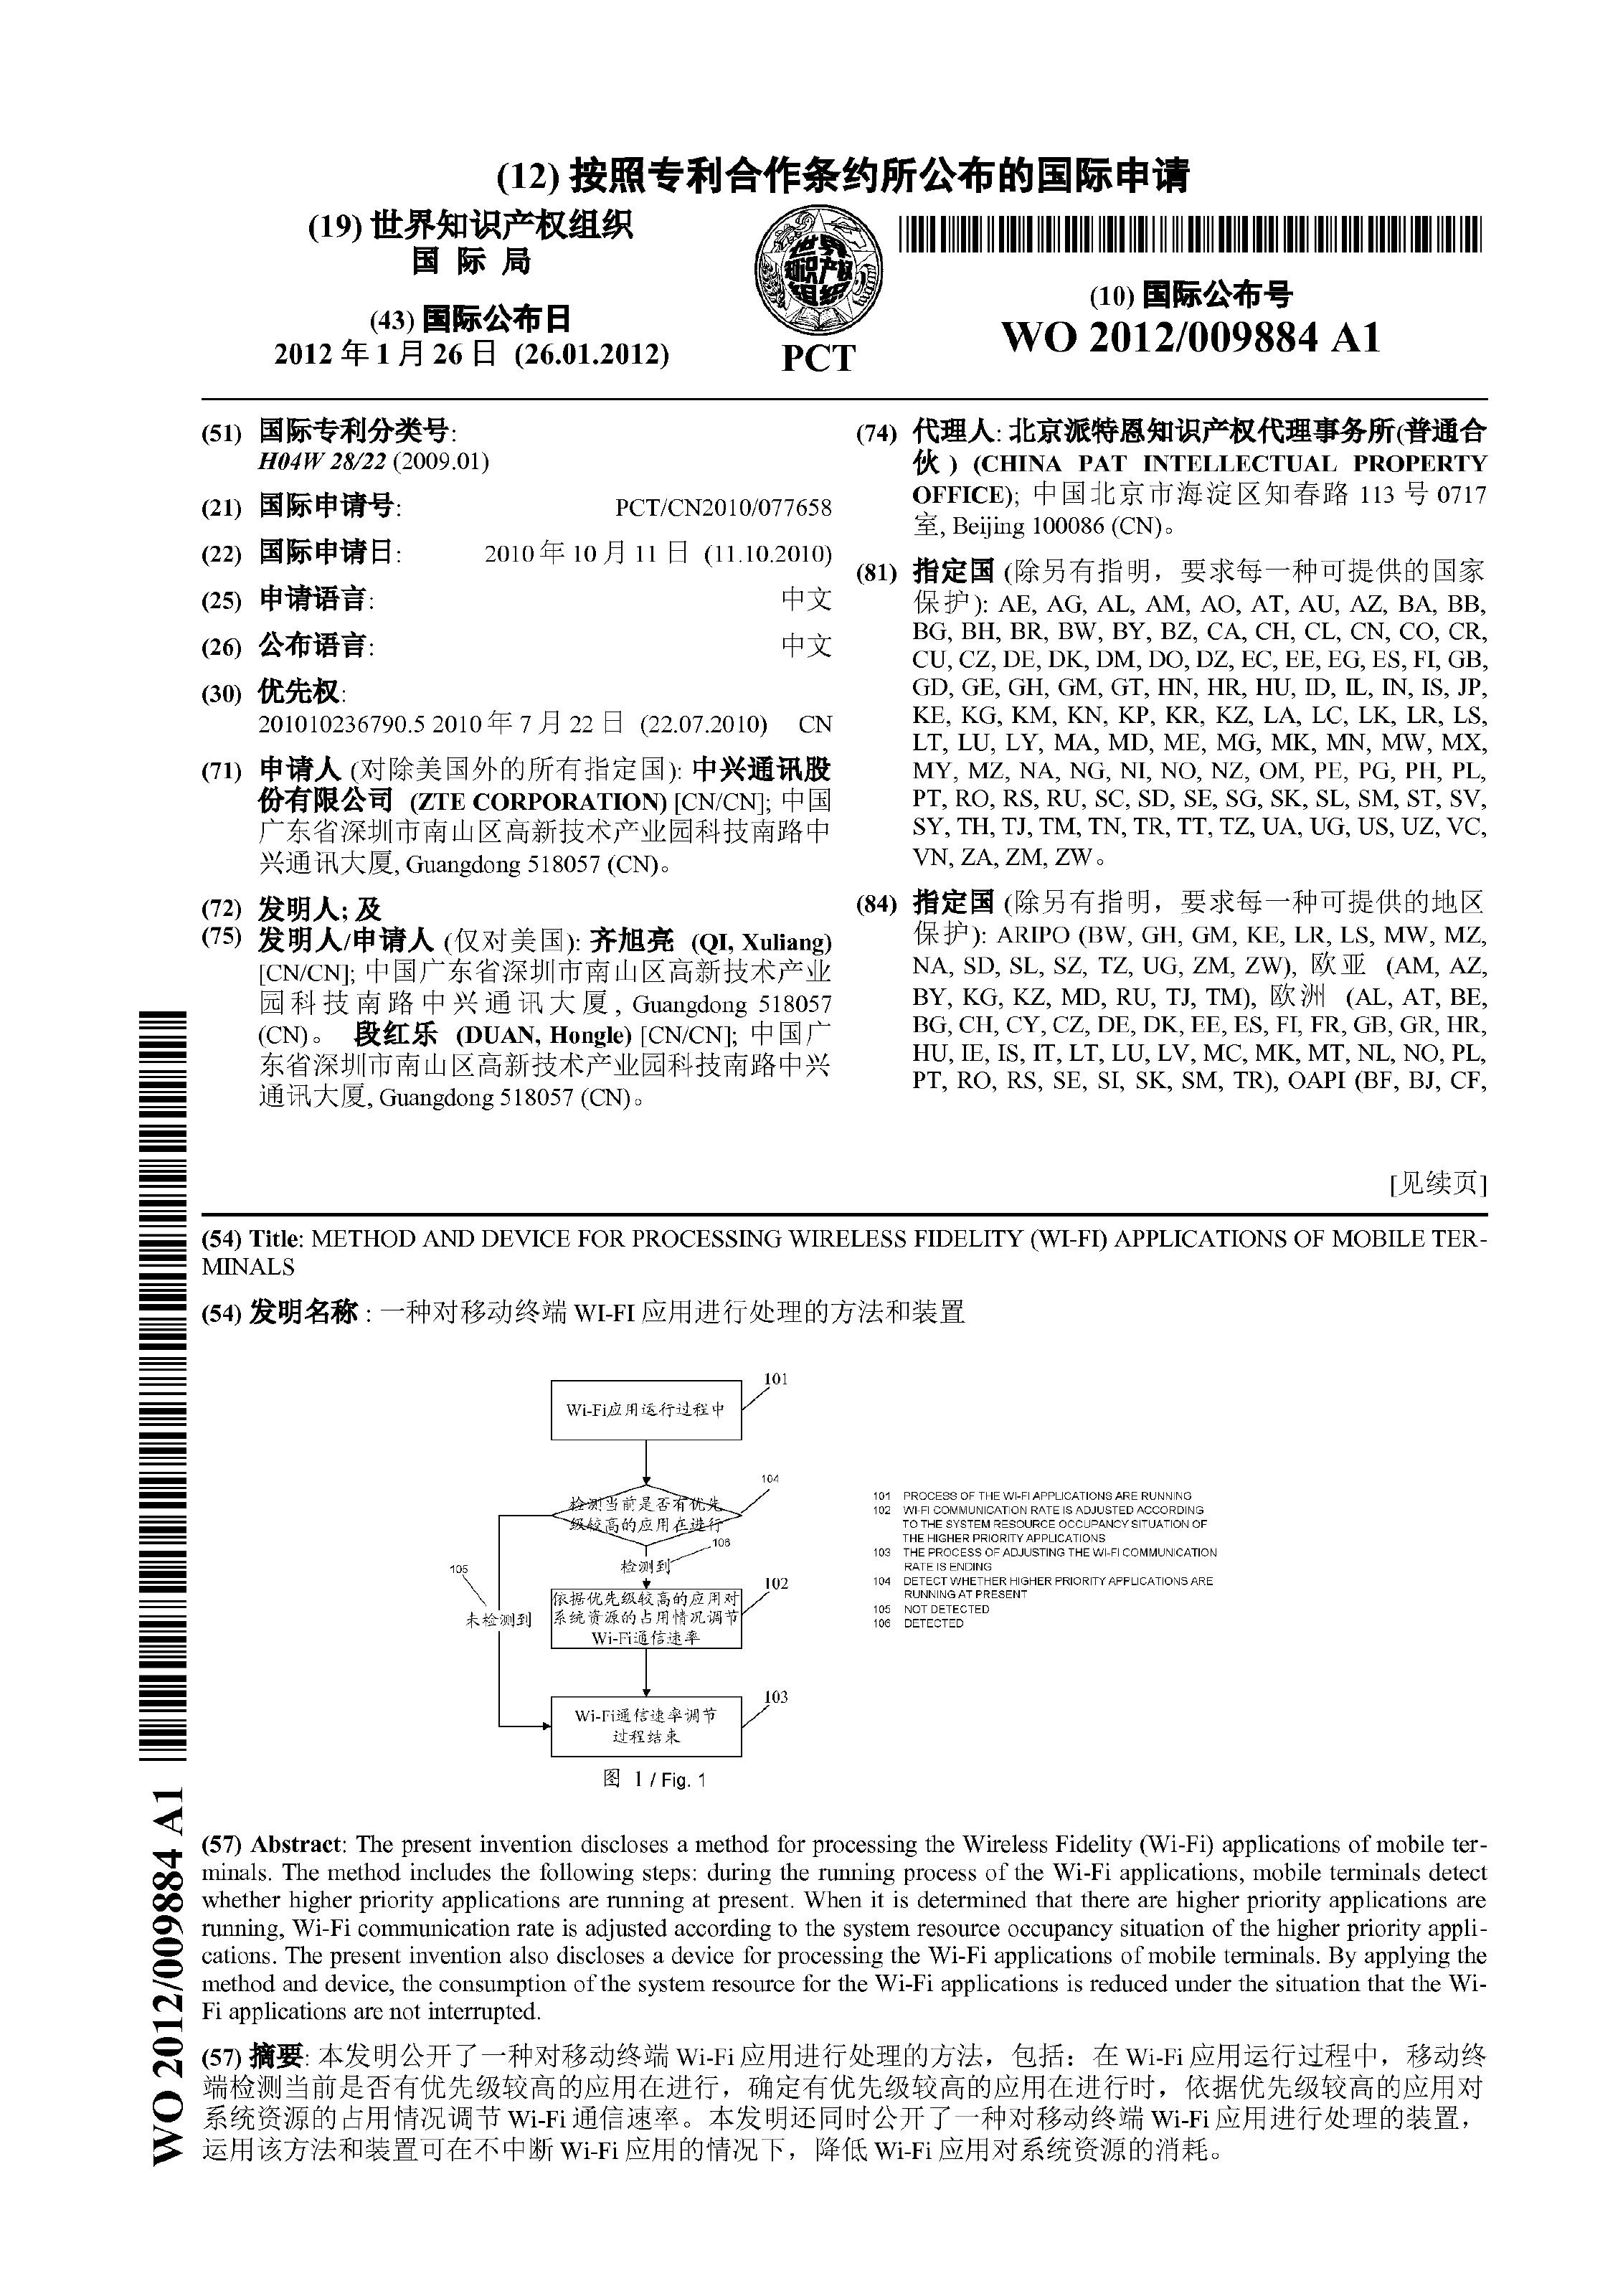 (12) 按照专利合作条约所公布的国际申请
(19) 世界知识产权组织
国 际 局
(43) 国际公布日
2012 年 1 月 26 日 (26.01.2012)
世界
知识产权
组织
PCT
(10) 国际公布号
WO 2012/009884 A1
(51) 国际专利分类号:
H04W 28/22 (2009.01)
(21) 国际申请号: PCT/CN2010/077658
(22) 国际申请日: 2010 年 10 月 11 日 (11.10.2010)
(25) 申请语言: 中文
(26) 公布语言: 中文
(30) 优先权:
201010236790.5 2010 年 7 月 22 日 (22.07.2010) CN
(71) 申请人 (对除美国外的所有指定国): 中兴通讯股
份有限公司 (ZTE CORPORATION) [CN/CN]; 中国
广东省深圳市南山区高新技术产业园科技南路中
兴通讯大厦, Guangdong 518057 (CN)。
(72) 发明人; 及
(75) 发明人/申请人 (仅对美国): 齐旭亮 (QI, Xuliang)
[CN/CN]; 中国广东省深圳市南山区高新技术产业
园科技南路中兴通讯大厦, Guangdong 518057
(CN)。 段红乐 (DUAN, Hongle) [CN/CN]; 中国广
东省深圳市南山区高新技术产业园科技南路中兴
通讯大厦, Guangdong 518057 (CN)。
(74) 代理人: 北京派特恩知识产权代理事务所(普通合
伙 ) (CHINA PAT INTELLECTUAL PROPERTY
OFFICE); 中国北京市海淀区知春路 113 号 0717
室, Beijing 100086 (CN)。
(81) 指定国 (除另有指明，要求每一种可提供的国家
保护): AE, AG, AL, AM, AO, AT, AU, AZ, BA, BB,
BG, BH, BR, BW, BY, BZ, CA, CH, CL, CN, CO, CR,
CU, CZ, DE, DK, DM, DO, DZ, EC, EE, EG, ES, FI, GB,
GD, GE, GH, GM, GT, HN, HR, HU, ID, IL, IN, IS, JP,
KE, KG, KM, KN, KP, KR, KZ, LA, LC, LK, LR, LS,
LT, LU, LY, MA, MD, ME, MG, MK, MN, MW, MX,
MY, MZ, NA, NG, NI, NO, NZ, OM, PE, PG, PH, PL,
PT, RO, RS, RU, SC, SD, SE, SG, SK, SL, SM, ST, SV,
SY, TH, TJ, TM, TN, TR, TT, TZ, UA, UG, US, UZ, VC,
VN, ZA, ZM, ZW。
(84) 指定国 (除另有指明，要求每一种可提供的地区
保护): ARIPO (BW, GH, GM, KE, LR, LS, MW, MZ,
NA, SD, SL, SZ, TZ, UG, ZM, ZW), 欧亚 (AM, AZ,
BY, KG, KZ, MD, RU, TJ, TM), 欧洲 (AL, AT, BE,
BG, CH, CY, CZ, DE, DK, EE, ES, FI, FR, GB, GR, HR,
HU, IE, IS, IT, LT, LU, LV, MC, MK, MT, NL, NO, PL,
PT, RO, RS, SE, SI, SK, SM, TR), OAPI (BF, BJ, CF,
[见续页]
(54) Title: METHOD AND DEVICE FOR PROCESSING WIRELESS FIDELITY (WI-FI) APPLICATIONS OF MOBILE TER-
MINALS
(54) 发明名称 : 一种对移动终端 WI-FI 应用进行处理的方法和装置
101
Wi-Fi应用运行过程中
104
检测当前是否有优先
级较高的应用在进行
106
检测到
105
未检测到
102
依据优先级较高的应用对
系统资源的占用情况调节
Wi-Fi通信速率
103
Wi-Fi通信速率调节
过程结束
图 1 / Fig. 1
101 PROCESS OF THE WI-FI APPLICATIONS ARE RUNNING
102 WI-FI COMMUNICATION RATE IS ADJUSTED ACCORDING
TO THE SYSTEM RESOURCE OCCUPANCY SITUATION OF
THE HIGHER PRIORITY APPLICATIONS
103 THE PROCESS OF ADJUSTING THE WI-FI COMMUNICATION
RATE IS ENDING
104 DETECT WHETHER HIGHER PRIORITY APPLICATIONS ARE
RUNNING AT PRESENT
105 NOT DETECTED
106 DETECTED
(57) Abstract: The present invention discloses a method for processing the Wireless Fidelity (Wi-Fi) applications of mobile ter-
minals. The method includes the following steps: during the running process of the Wi-Fi applications, mobile terminals detect
whether higher priority applications are running at present. When it is determined that there are higher priority applications are
running, Wi-Fi communication rate is adjusted according to the system resource occupancy situation of the higher priority appli-
cations. The present invention also discloses a device for processing the Wi-Fi applications of mobile terminals. By applying the
method and device, the consumption of the system resource for the Wi-Fi applications is reduced under the situation that the Wi-
Fi applications are not interrupted.
(57) 摘要: 本发明公开了一种对移动终端 Wi-Fi 应用进行处理的方法，包括：在 Wi-Fi 应用运行过程中，移动终
端检测当前是否有优先级较高的应用在进行，确定有优先级较高的应用在进行时，依据优先级较高的应用对
系统资源的占用情况调节 Wi-Fi 通信速率。本发明还同时公开了一种对移动终端 Wi-Fi 应用进行处理的装置，
运用该方法和装置可在不中断 Wi-Fi 应用的情况下，降低 Wi-Fi 应用对系统资源的消耗。
WO 2012/009884 A1